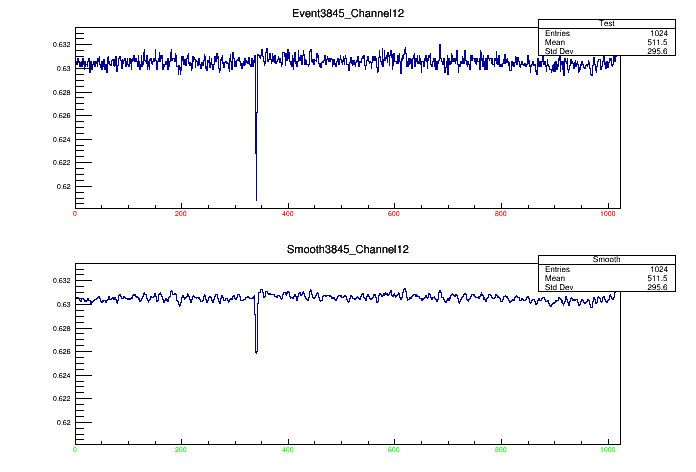 Event3845_Channel12
Test
Entries 1024
Mean 511.5
Std Dev 295.6
0.632
0.63
0.628
0.626
0.624
0.622
0.62
0 200 400 600 800 1000
Smooth3845_Channel12
Smooth
Entries 1024
Mean 511.5
Std Dev 295.6
0.632
0.63
0.628
0.626
0.624
0.622
0.62
0 200 400 600 800 1000